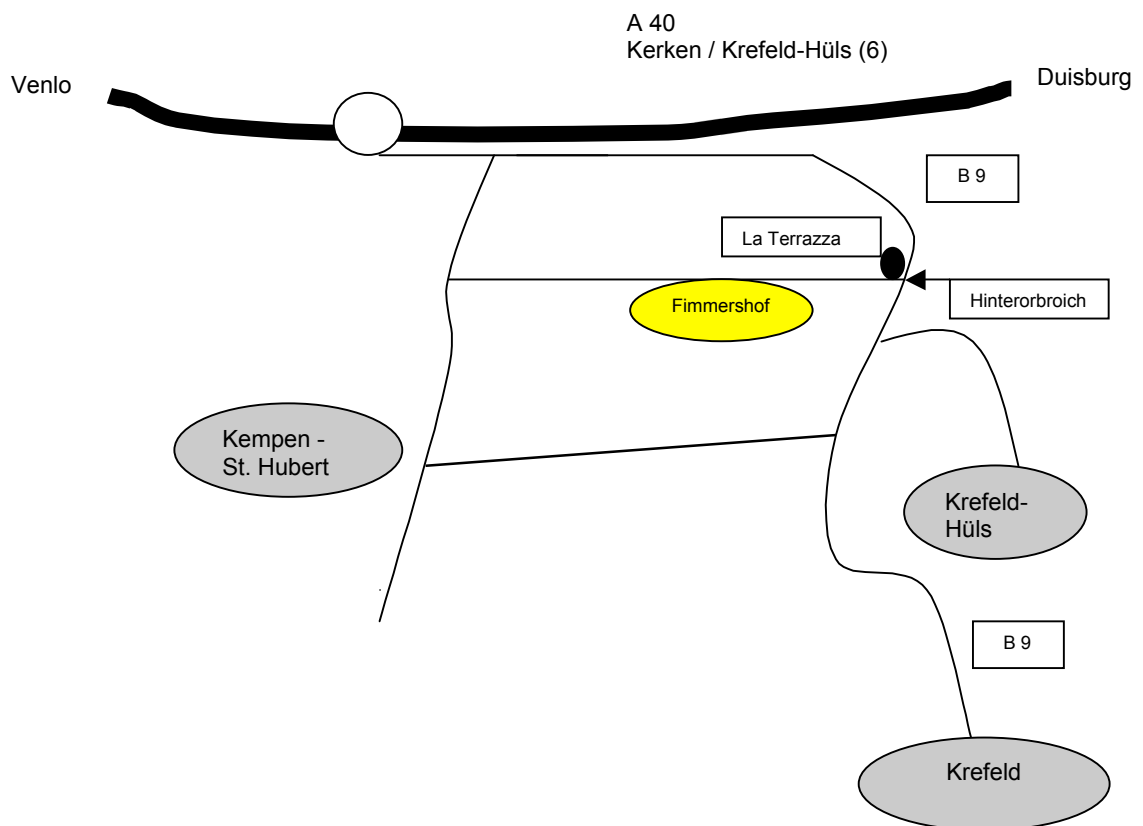 A 40
Kerken / Krefeld-Hüls (6)
Venlo
Duisburg
B 9
La Terrazza
Fimmershof
Hinterorbroich
Kempen -
St. Hubert
Krefeld-
Hüls
B 9
Krefeld